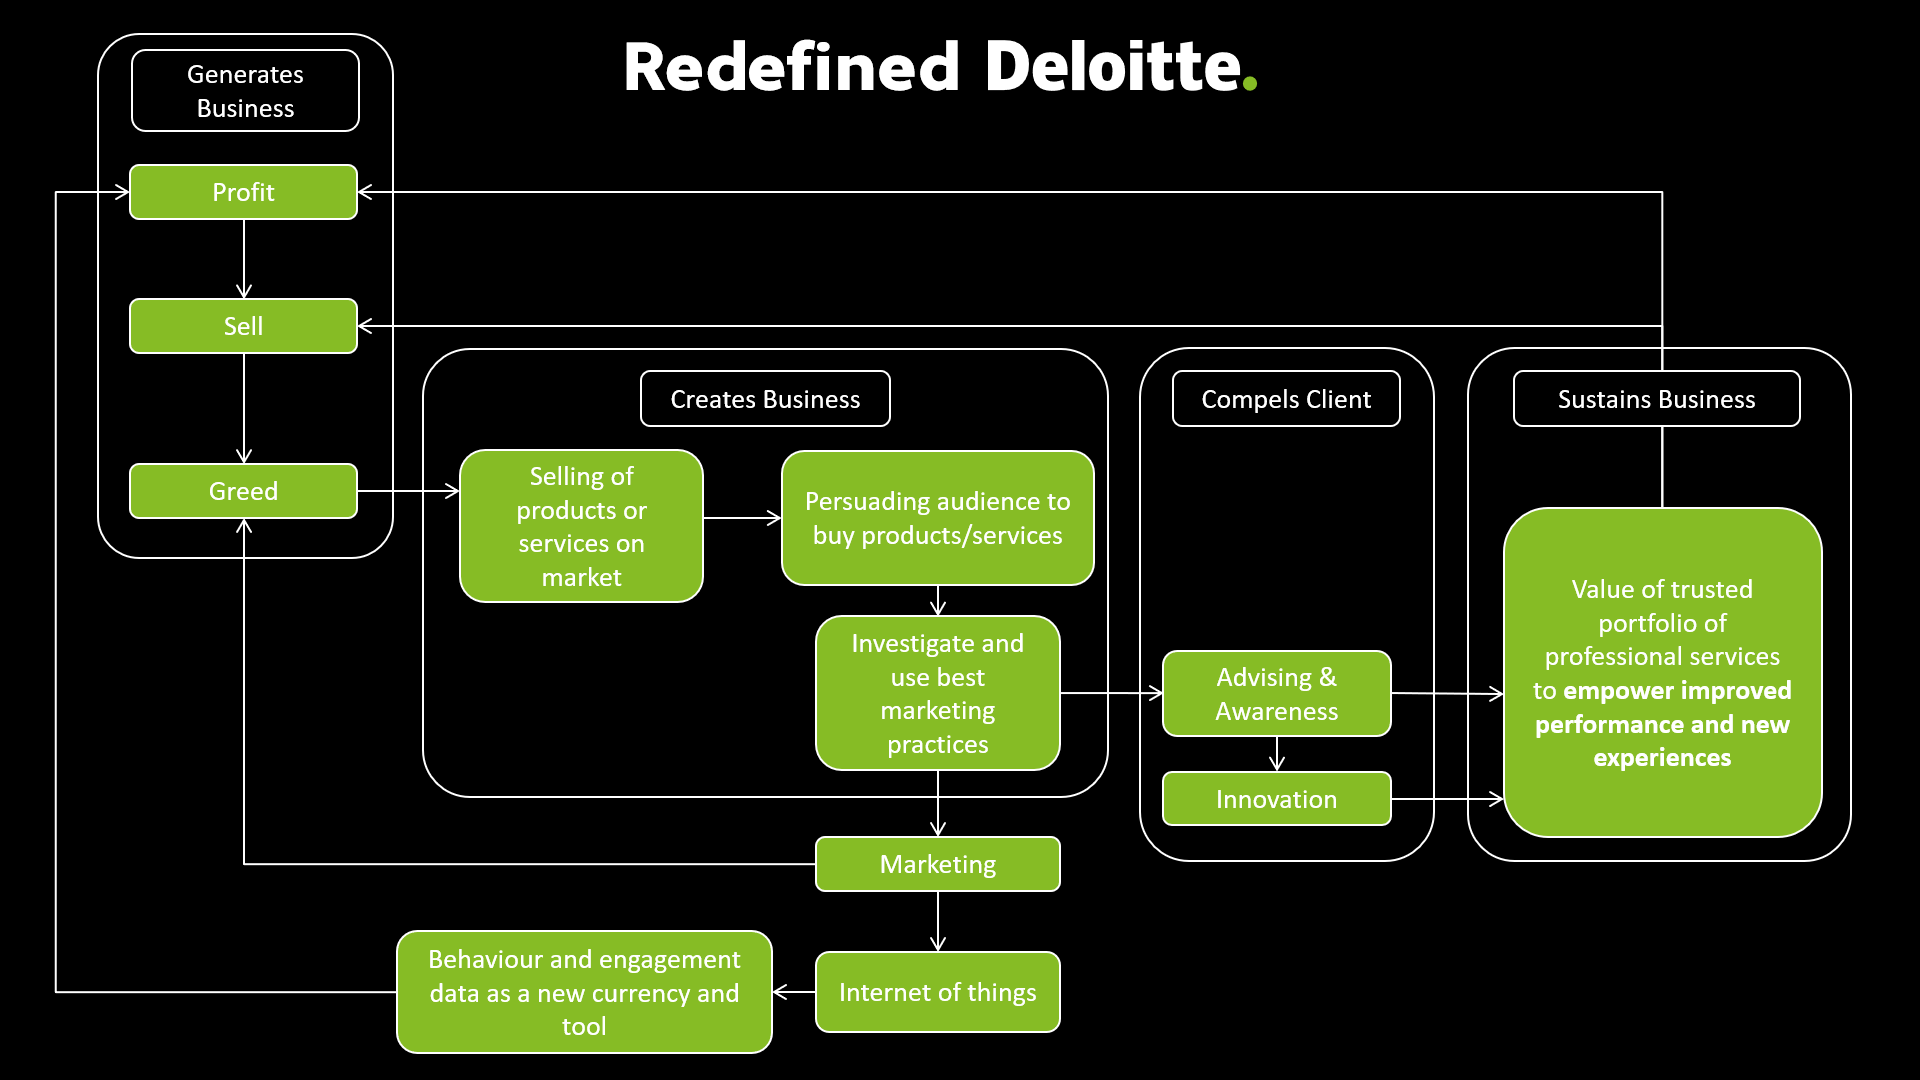 Redefined Deloitte.
Generates
Business
Profit
Sell
Greed
Creates Business
Selling of
products or
services on
market
Persuading audience to
buy products/services
Investigate and
use best
marketing
practices
Compels Client
Advising &
Awareness
Innovation
Sustains Business
Value of trusted
portfolio of
professional services
to empower improved
performance and new
experiences
Marketing
Internet of things
Behaviour and engagement
data as a new currency and
tool